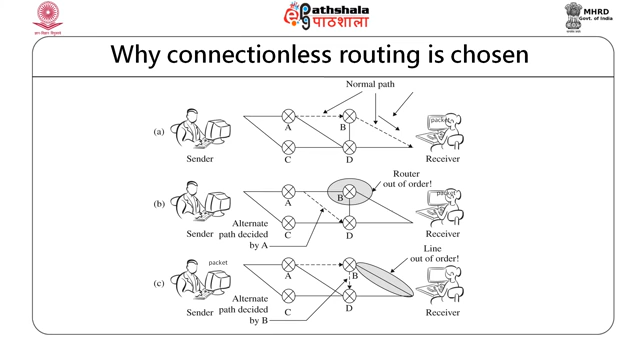 Pathshala
पाठशाला
MHRD
Govt. of India
Why connectionless routing is chosen
Normal path
packet
(a)
A
B
Sender
C
D
Receiver
Router
out of order!
(b)
A
B
packet
Sender
Alternate
path decided
by A
C
D
Receiver
Line
out of order!
packet
(c)
A
B
Alternate
path decided
by B
Sender
C
D
Receiver